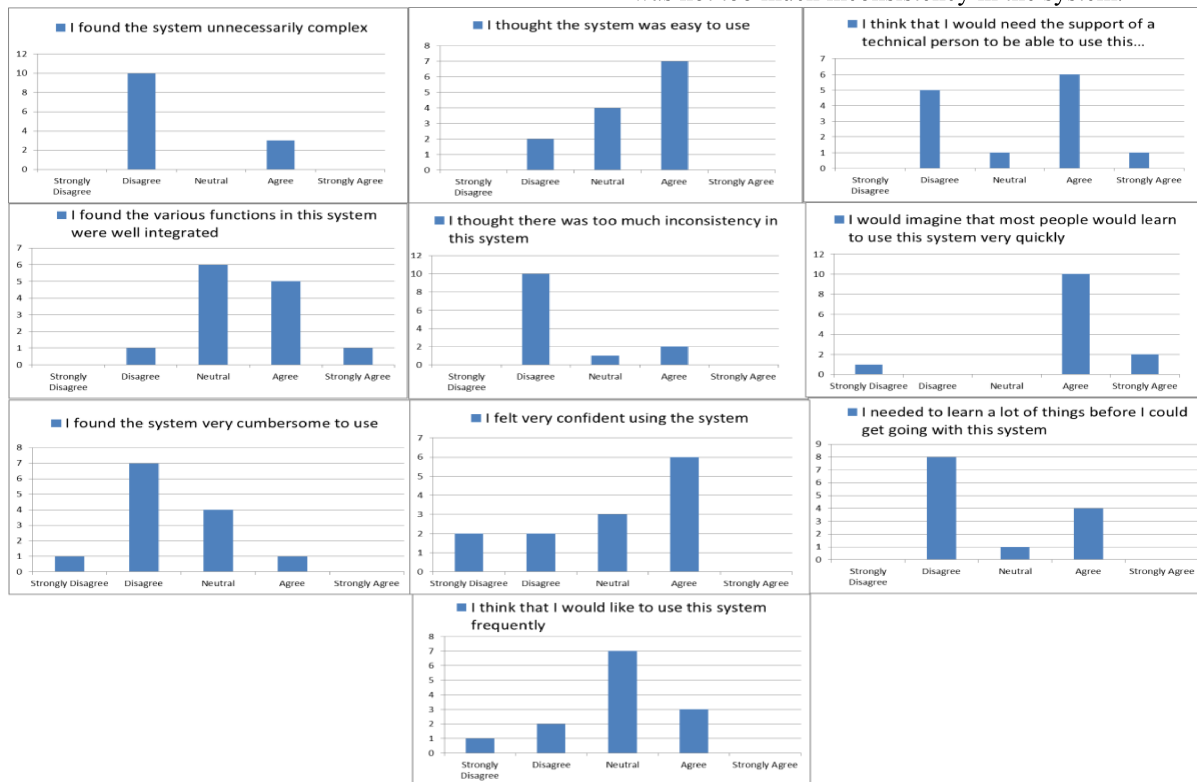 I found the system unnecessarily complex
12
10
8
6
4
2
0
Strongly Disagree
Disagree
Neutral
Agree
Strongly Agree
I thought the system was easy to use
8
7
6
5
4
3
2
1
0
Strongly Disagree
Disagree
Neutral
Agree
Strongly Agree
I think that I would need the support of a
technical person to be able to use this...
7
6
5
4
3
2
1
0
Strongly Disagree
Disagree
Neutral
Agree
Strongly Agree
I found the various functions in this system
were well integrated
7
6
5
4
3
2
1
0
Strongly Disagree
Disagree
Neutral
Agree
Strongly Agree
I thought there was too much inconsistency in
this system
12
10
8
6
4
2
0
Strongly Disagree
Disagree
Neutral
Agree
Strongly Agree
I would imagine that most people would learn
to use this system very quickly
12
10
8
6
4
2
0
Strongly Disagree
Disagree
Neutral
Agree
Strongly Agree
I found the system very cumbersome to use
8
7
6
5
4
3
2
1
0
Strongly Disagree
Disagree
Neutral
Agree
Strongly Agree
I felt very confident using the system
7
6
5
4
3
2
1
0
Strongly Disagree
Disagree
Neutral
Agree
Strongly Agree
I needed to learn a lot of things before I could
get going with this system
9
8
7
6
5
4
3
2
1
0
Strongly Disagree
Disagree
Neutral
Agree
Strongly Agree
I think that I would like to use this system
frequently
8
7
6
5
4
3
2
1
0
Strongly Disagree
Disagree
Neutral
Agree
Strongly Agree